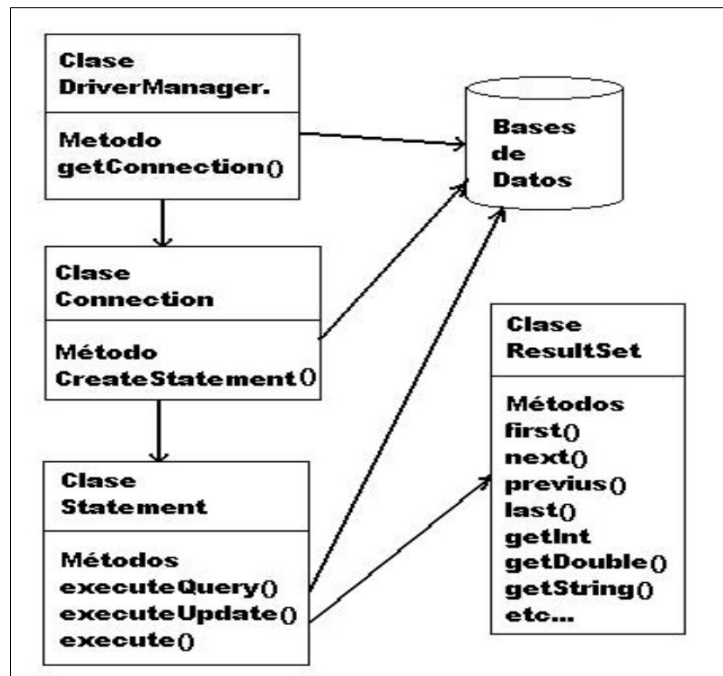 Clase
DriverManager.
Metodo
getConnection()
Bases
de
Datos
Clase
Connection
Método
CreateStatement()
Clase
Statement
Métodos
executeQuery()
executeUpdate()
execute()
Clase
ResultSet
Métodos
first()
next()
previus()
last()
getInt
getDouble()
getString()
etc...